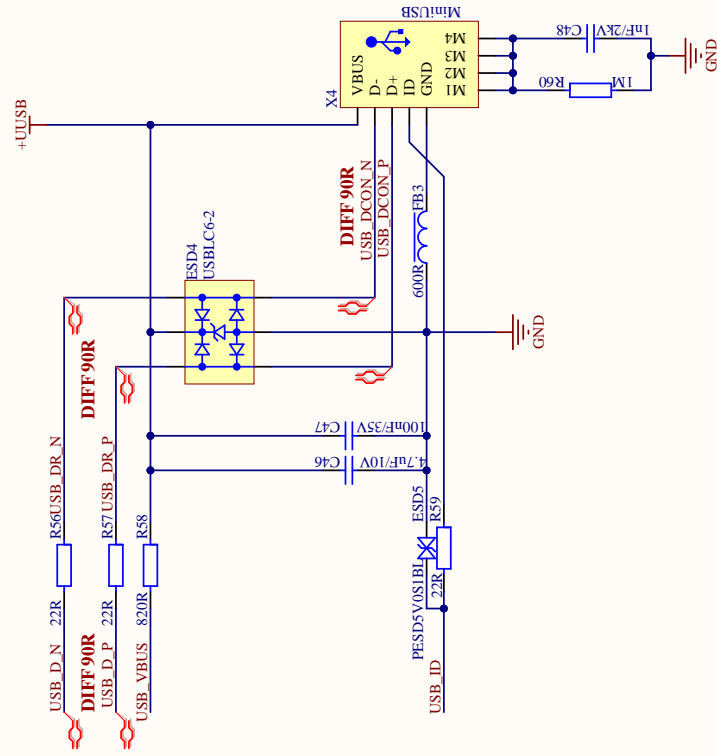 MiniUSB
X4
VBUS
D-
D+
ID
GND
M4
M3
M2
M1
C48
1nF/2kV
R60
1M
GND
+UUSB
DIFF 90R
USB_DCON_N
USB_DCON_P
FB3
600R
ESD4
USBLC6-2
GND
DIFF 90R
C47
100nF/35V
C46
4.7uF/10V
USB_DR_N
USB_DR_P
R56
22R
R57
22R
R58
820R
ESD5
PESD5V0S1BL
R59
22R
USB_D_N
DIFF 90R
USB_D_P
USB_VBUS
USB_ID